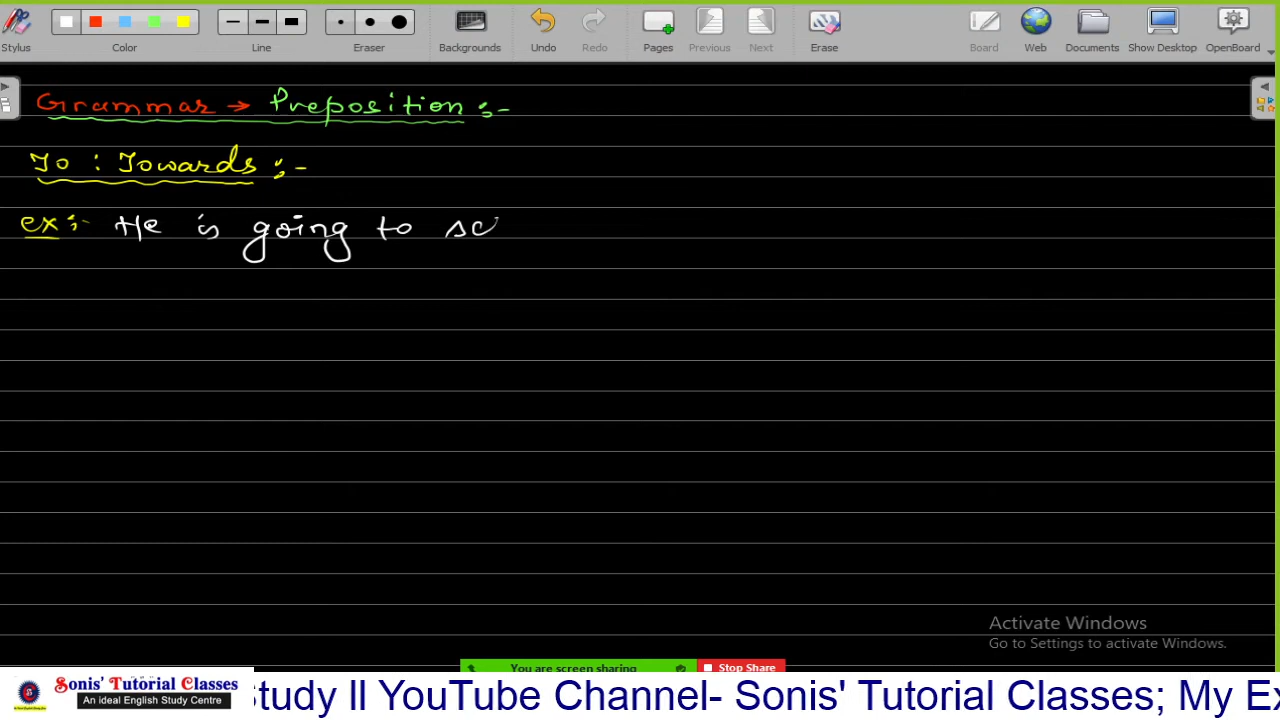 Stylus Color Line Eraser Backgrounds Undo Redo Pages Previous Next Erase Board Web Documents Show Desktop OpenBoard
Grammar → Preposition :-
To : Towards :-
ex :- He is going to sc
Activate Windows
Go to Settings to activate Windows.
You are screen sharing Stop Share
Sonis' Tutorial Classes
An ideal English Study Centre
Study II YouTube Channel- Sonis' Tutorial Classes; My Ex